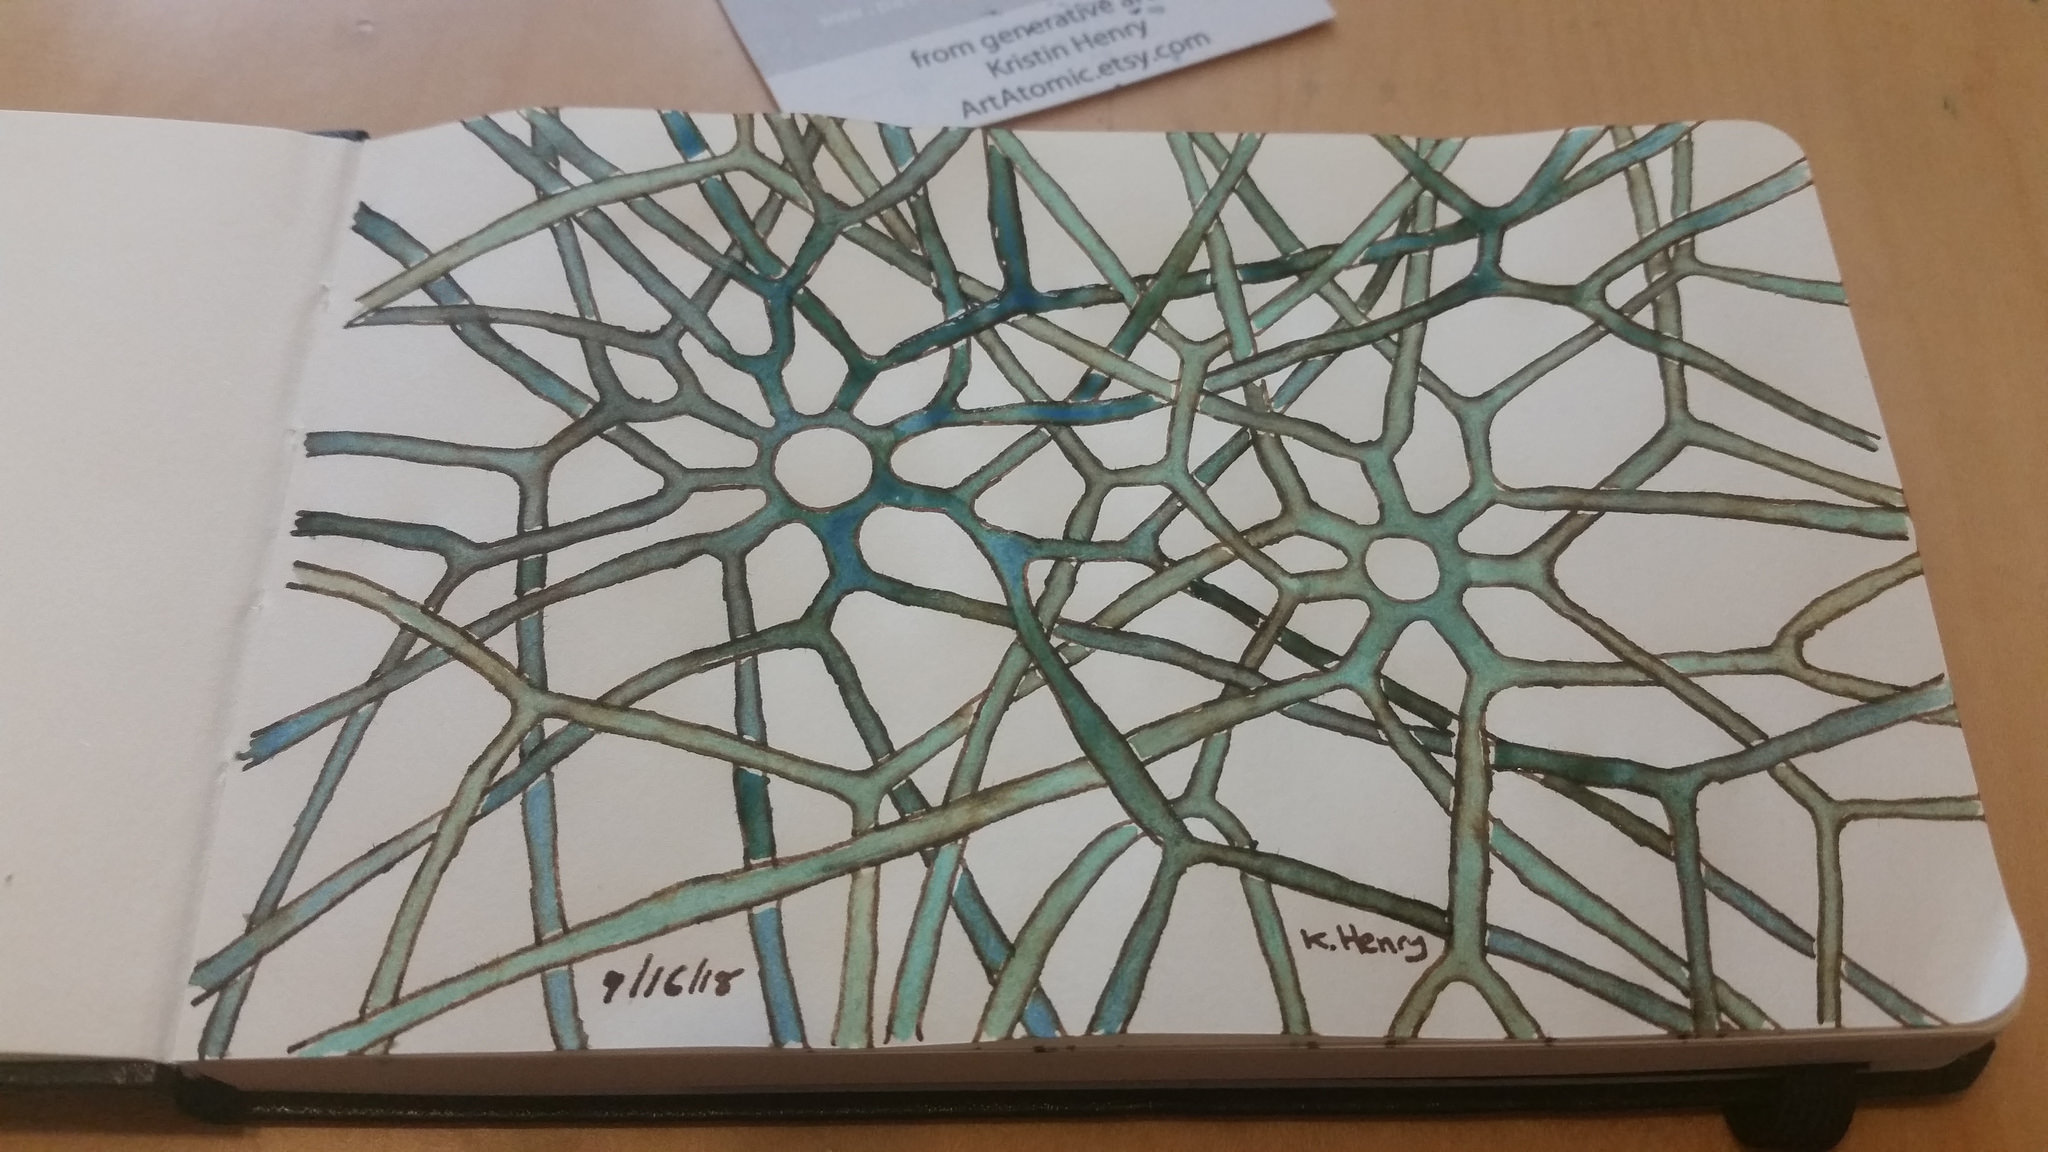 from generative
Kristin Henry
ArtAtomic.etsy.com
K. Henry
9/16/18